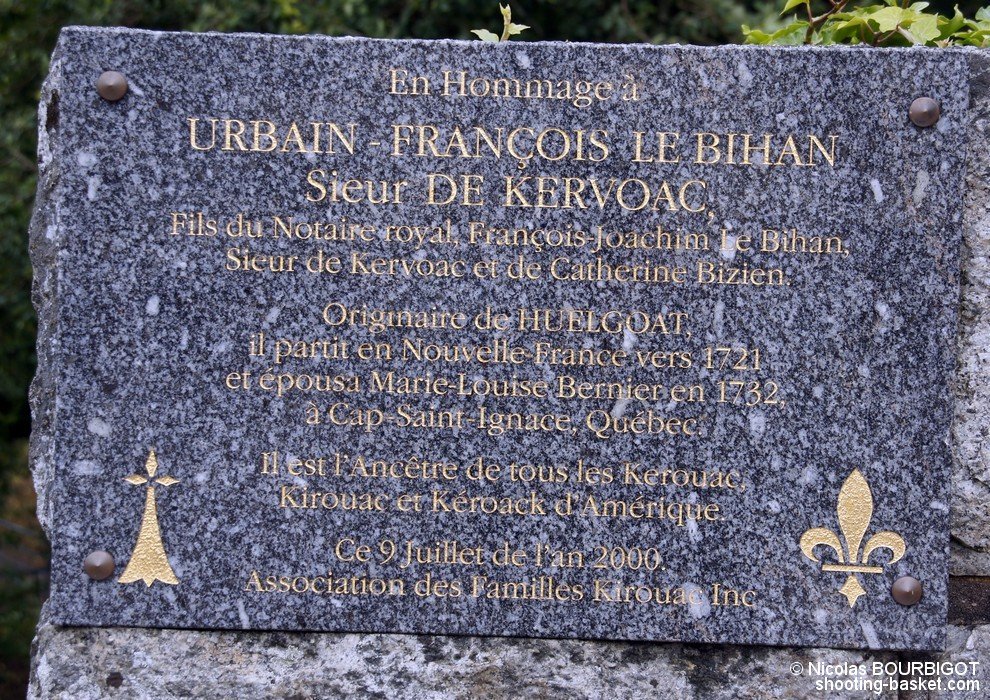 En Hommage à
URBAIN - FRANÇOIS LE BIHAN
Sieur DE KERVOAC,
Fils du Notaire royal, François-Joachim Le Bihan,
Sieur de Kervoac et de Catherine Bizien.
Originaire de HUELGOAT,
il partit en Nouvelle-France vers 1721
et épousa Marie-Louise Bernier en 1732,
à Cap-Saint-Ignace, Québec.
Il est l'Ancêtre de tous les Kerouac,
Kirouac et Kéroack d'Amérique.
Ce 9 Juillet de l'an 2000.
Association des Familles Kirouac Inc
© Nicolas BOURBIGOT
shooting-basket.com